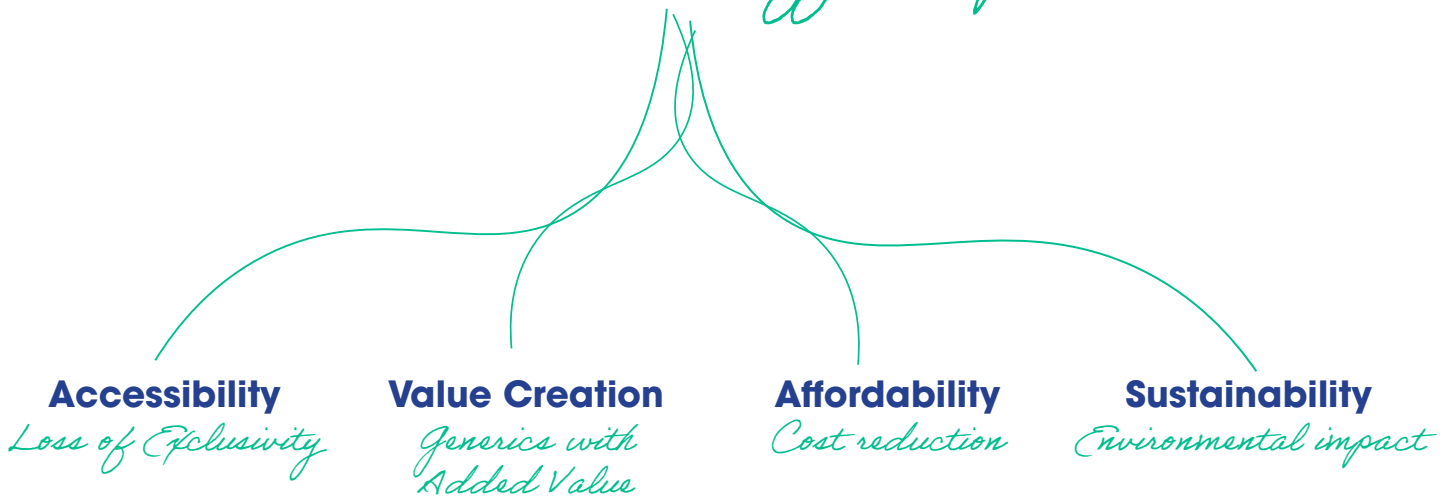 Accessibility
Loss of Exclusivity
Value Creation
Generics with
Added Value
Affordability
Cost reduction
Sustainability
Environmental impact